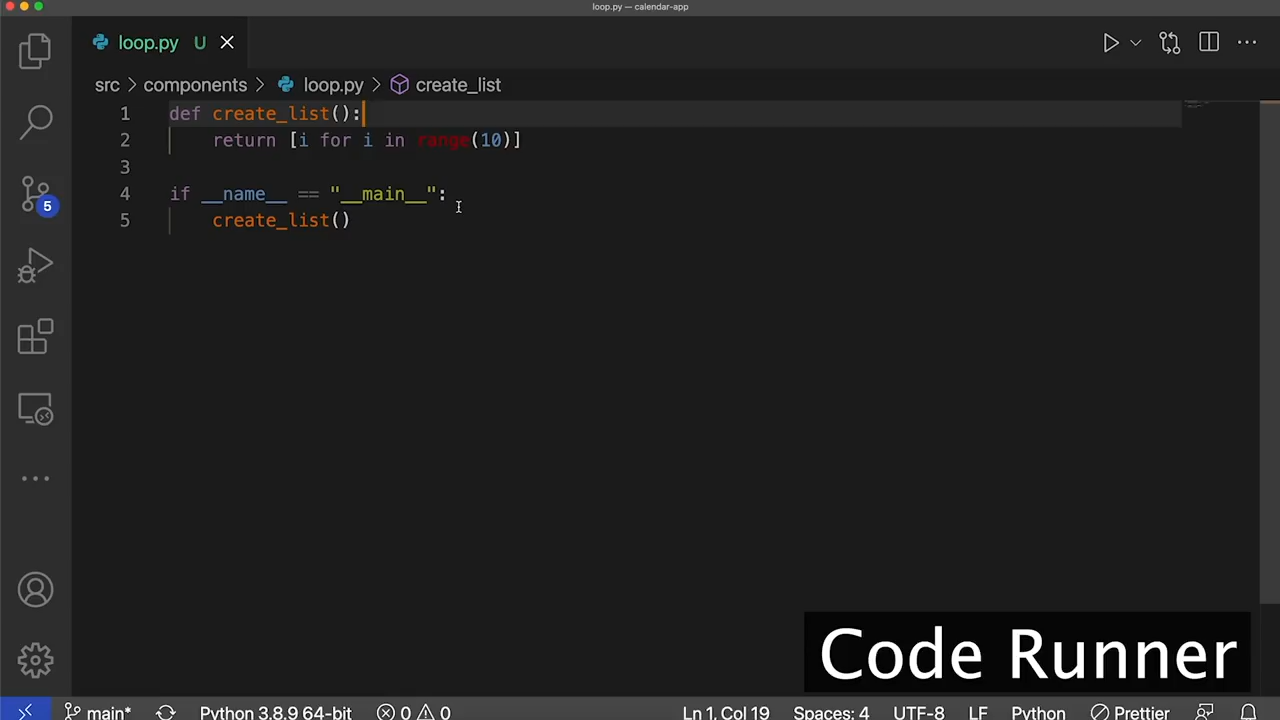 loop.py — calendar-app
loop.py U
src > components > loop.py > create_list
1 def create_list():
2 return [i for i in range(10)]
3
4 if __name__ == "__main__":
5 create_list()
5
Code Runner
main* Python 3.8.9 64-bit 0 0 Ln 1, Col 19 Spaces: 4 UTF-8 LF Python Prettier